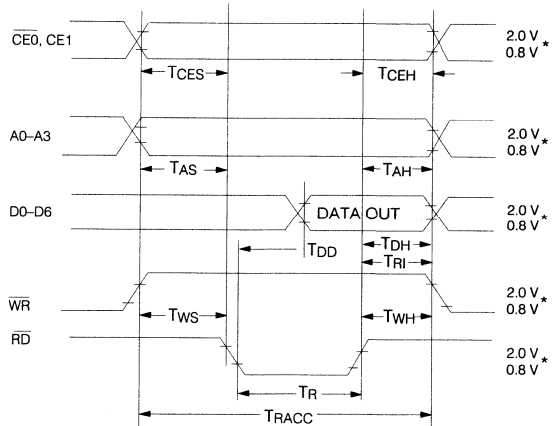 CE0, CE1
2.0 V
0.8 V *
TCES
TCEH
A0–A3
2.0 V
0.8 V *
TAS
TAH
D0–D6
DATA OUT
2.0 V
0.8 V *
TDD
TDH
TRI
WR
2.0 V
0.8 V *
TWS
TWH
RD
2.0 V
0.8 V *
TR
TRACC